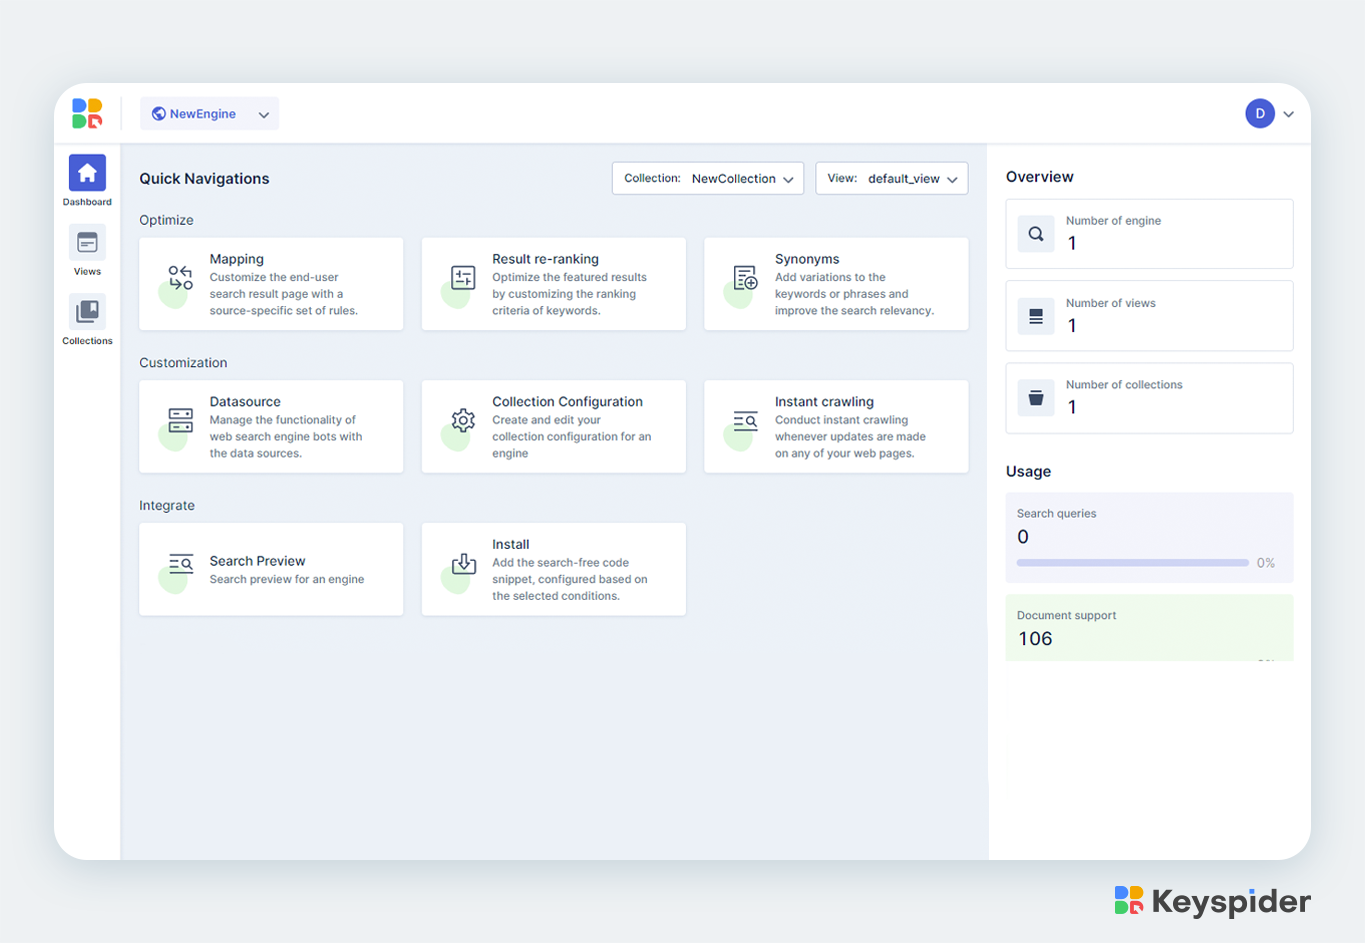 NewEngine
D
Dashboard
Views
Collections
Quick Navigations
Collection: NewCollection
View: default_view
Optimize
Mapping
Customize the end-user
search result page with a
source-specific set of rules.
Result re-ranking
Optimize the featured results
by customizing the ranking
criteria of keywords.
Synonyms
Add variations to the
keywords or phrases and
improve the search relevancy.
Customization
Datasource
Manage the functionality of
web search engine bots with
the data sources.
Collection Configuration
Create and edit your
collection configuration for an
engine
Instant crawling
Conduct instant crawling
whenever updates are made
on any of your web pages.
Integrate
Search Preview
Search preview for an engine
Install
Add the search-free code
snippet, configured based on
the selected conditions.
Overview
Number of engine
1
Number of views
1
Number of collections
1
Usage
Search queries
0
0%
Document support
106
Keyspider